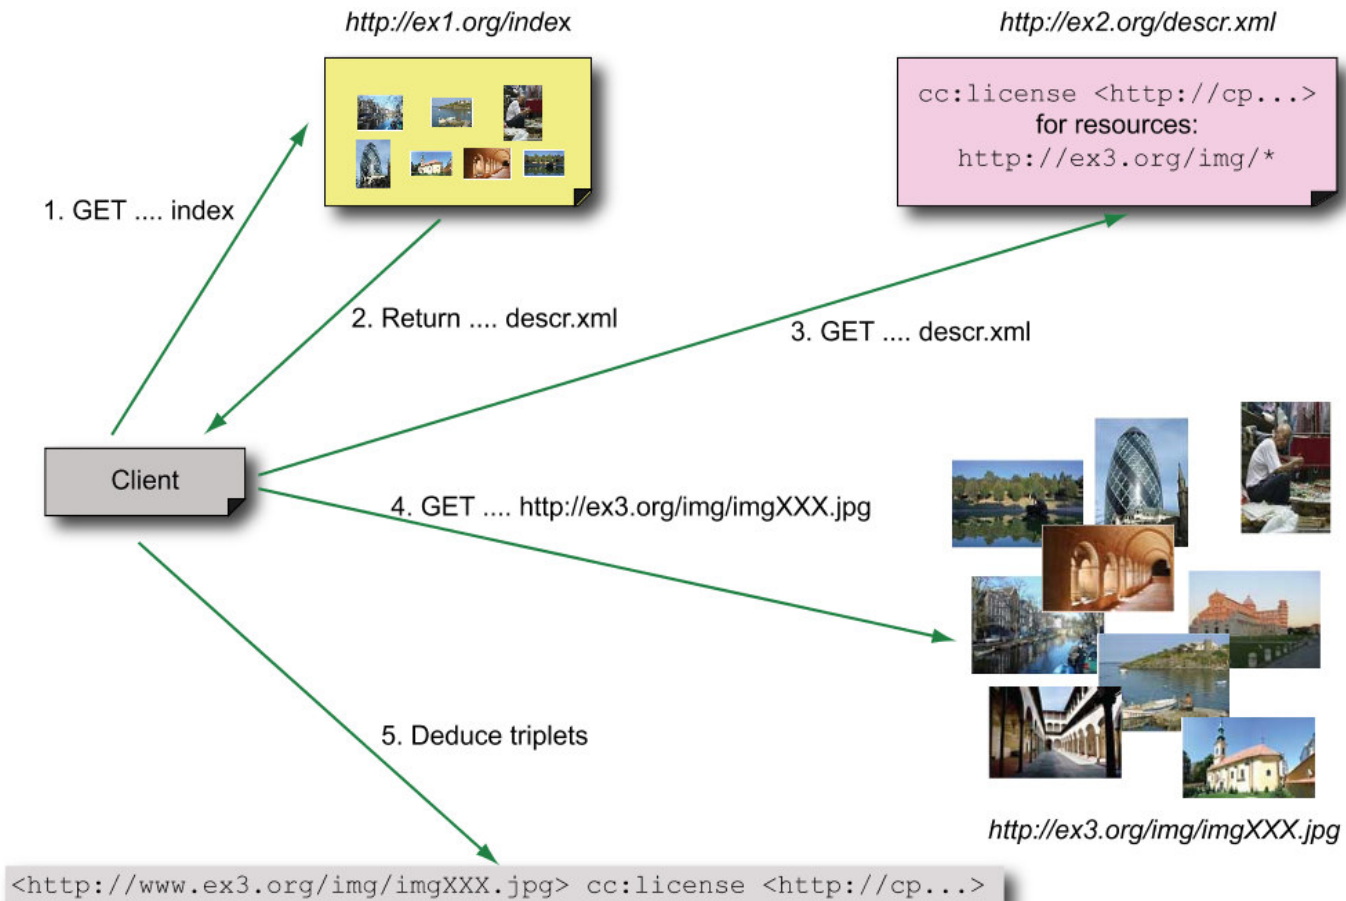 http://ex1.org/index
http://ex2.org/descr.xml
cc:license <http://cp...>
for resources:
http://ex3.org/img/*
1. GET .... index
2. Return .... descr.xml
3. GET .... descr.xml
Client
4. GET .... http://ex3.org/img/imgXXX.jpg
5. Deduce triplets
http://ex3.org/img/imgXXX.jpg
<http://www.ex3.org/img/imgXXX.jpg> cc:license <http://cp...>